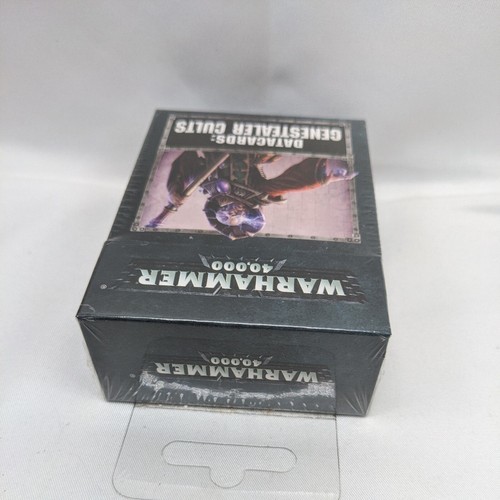 WARHAMMER
40,000
WARHAMMER
40,000
DATACARDS:
GENESTEALER CULTS